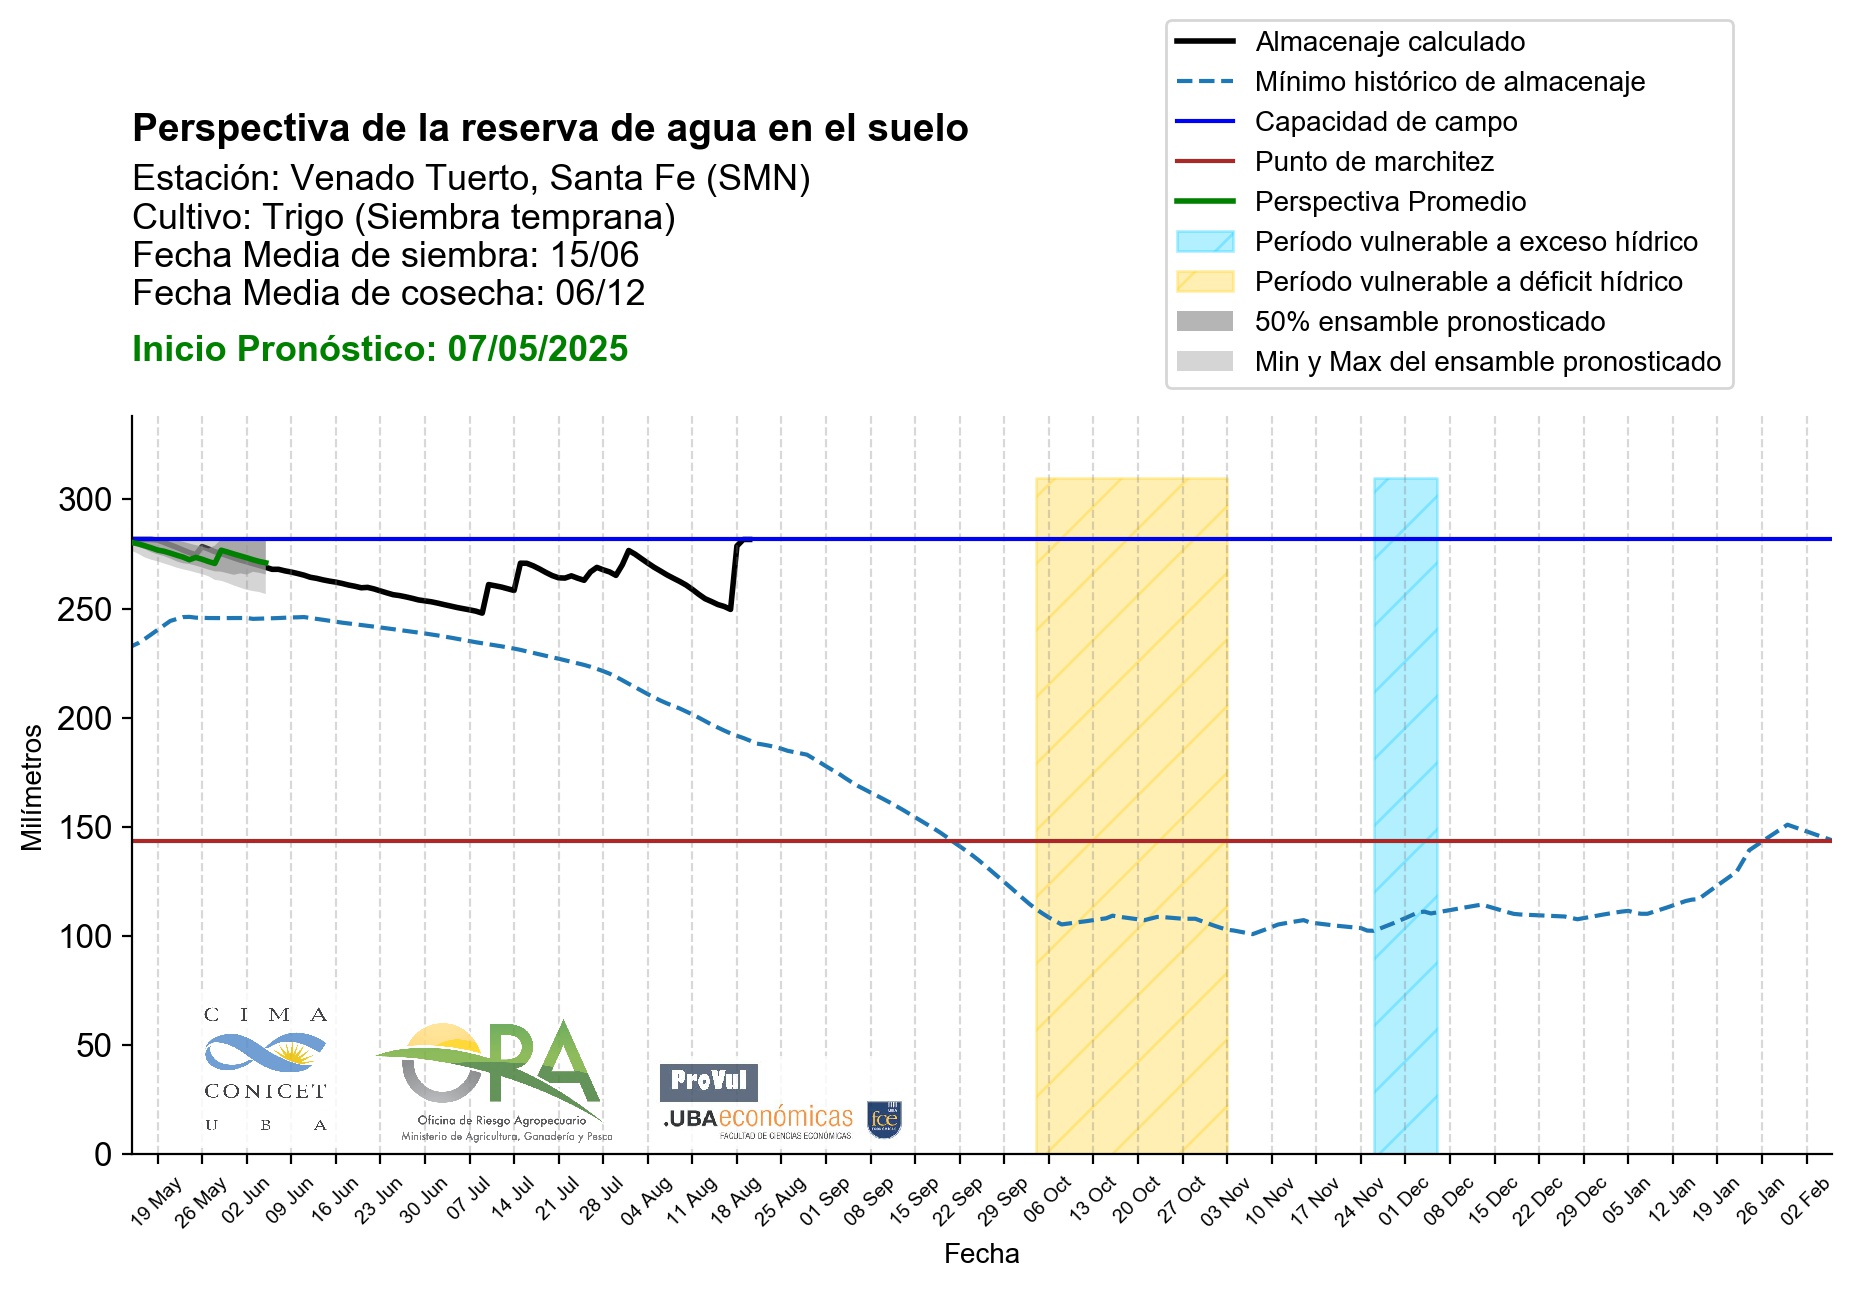 Almacenaje calculado
Mínimo histórico de almacenaje
Capacidad de campo
Punto de marchitez
Perspectiva Promedio
Período vulnerable a exceso hídrico
Período vulnerable a déficit hídrico
50% ensamble pronosticado
Min y Max del ensamble pronosticado
Perspectiva de la reserva de agua en el suelo
Estación: Venado Tuerto, Santa Fe (SMN)
Cultivo: Trigo (Siembra temprana)
Fecha Media de siembra: 15/06
Fecha Media de cosecha: 06/12
Inicio Pronóstico: 07/05/2025
Milímetros
300
250
200
150
100
50
0
CIMA
CONICET
UBA
ORA
Oficina de Riesgo Agropecuario
Ministerio de Agricultura, Ganadería y Pesca
ProVul
.UBAeconómicas
FACULTAD DE CIENCIAS ECONÓMICAS
fce
19 May
26 May
02 Jun
09 Jun
16 Jun
23 Jun
30 Jun
07 Jul
14 Jul
21 Jul
28 Jul
04 Aug
11 Aug
18 Aug
25 Aug
01 Sep
08 Sep
15 Sep
22 Sep
29 Sep
06 Oct
13 Oct
20 Oct
27 Oct
03 Nov
10 Nov
17 Nov
24 Nov
01 Dec
08 Dec
15 Dec
22 Dec
29 Dec
05 Jan
12 Jan
19 Jan
26 Jan
02 Feb
Fecha